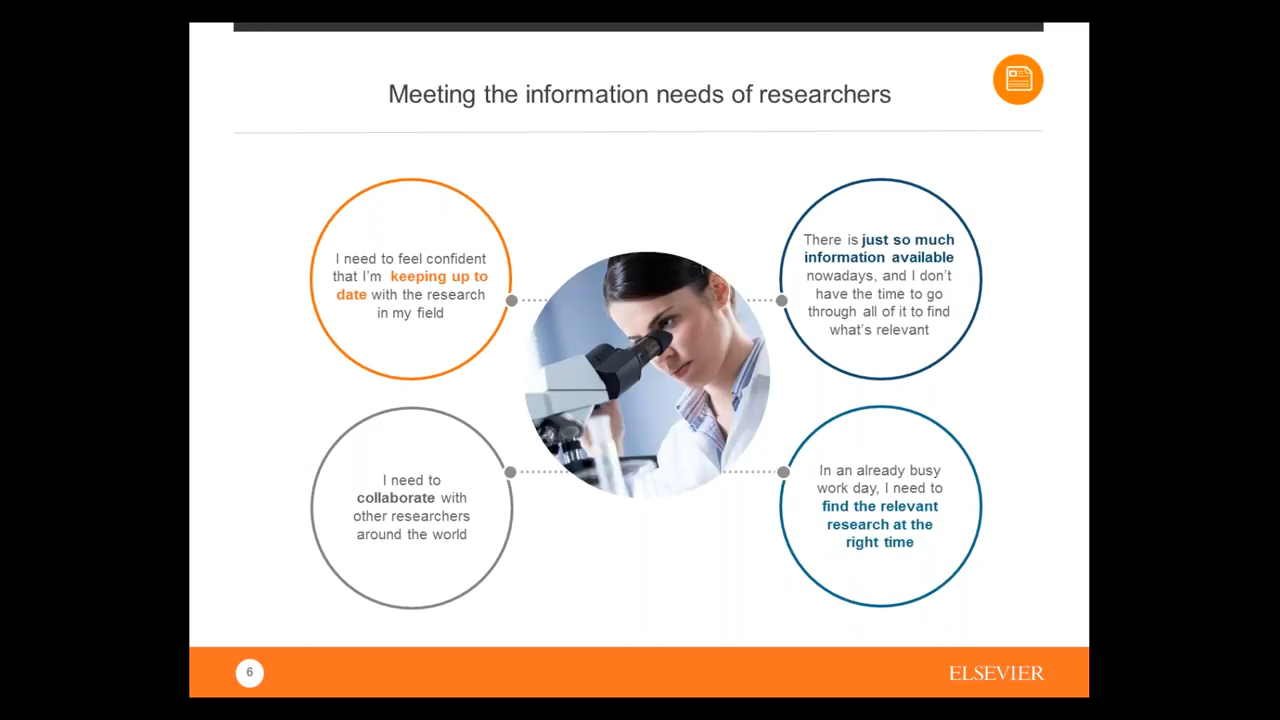 Meeting the information needs of researchers
I need to feel confident
that I'm keeping up to
date with the research
in my field
There is just so much
information available
nowadays, and I don't
have the time to go
through all of it to find
what's relevant
I need to
collaborate with
other researchers
around the world
In an already busy
work day, I need to
find the relevant
research at the
right time
6
ELSEVIER